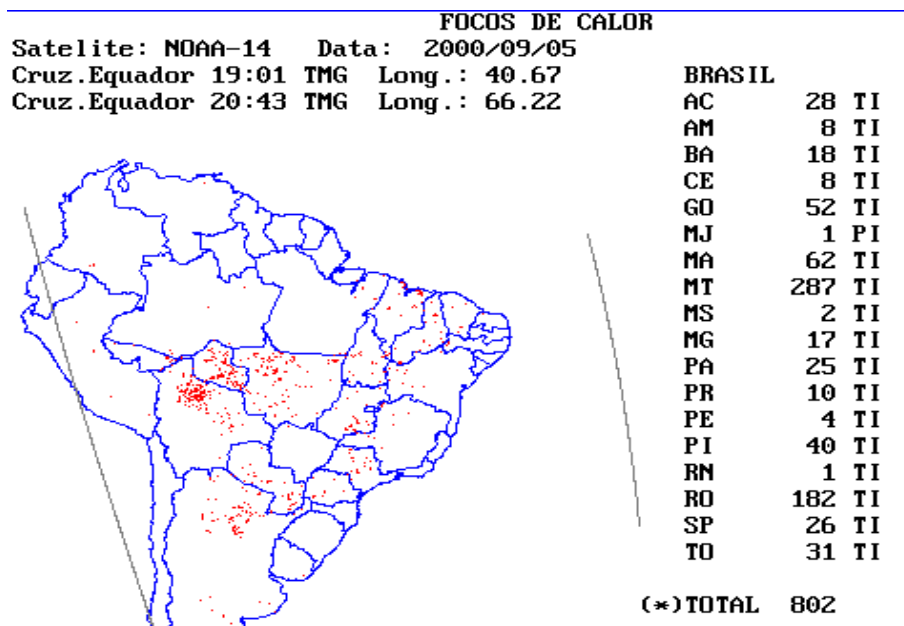 FOCOS DE CALOR
Satelite: NOAA-14 Data: 2000/09/05
Cruz.Equador 19:01 TMG Long.: 40.67
Cruz.Equador 20:43 TMG Long.: 66.22
BRASIL
AC 28 TI
AM 8 TI
BA 18 TI
CE 8 TI
GO 52 TI
MJ 1 PI
MA 62 TI
MT 287 TI
MS 2 TI
MG 17 TI
PA 25 TI
PR 10 TI
PE 4 TI
PI 40 TI
RN 1 TI
RO 182 TI
SP 26 TI
TO 31 TI
(*)TOTAL 802